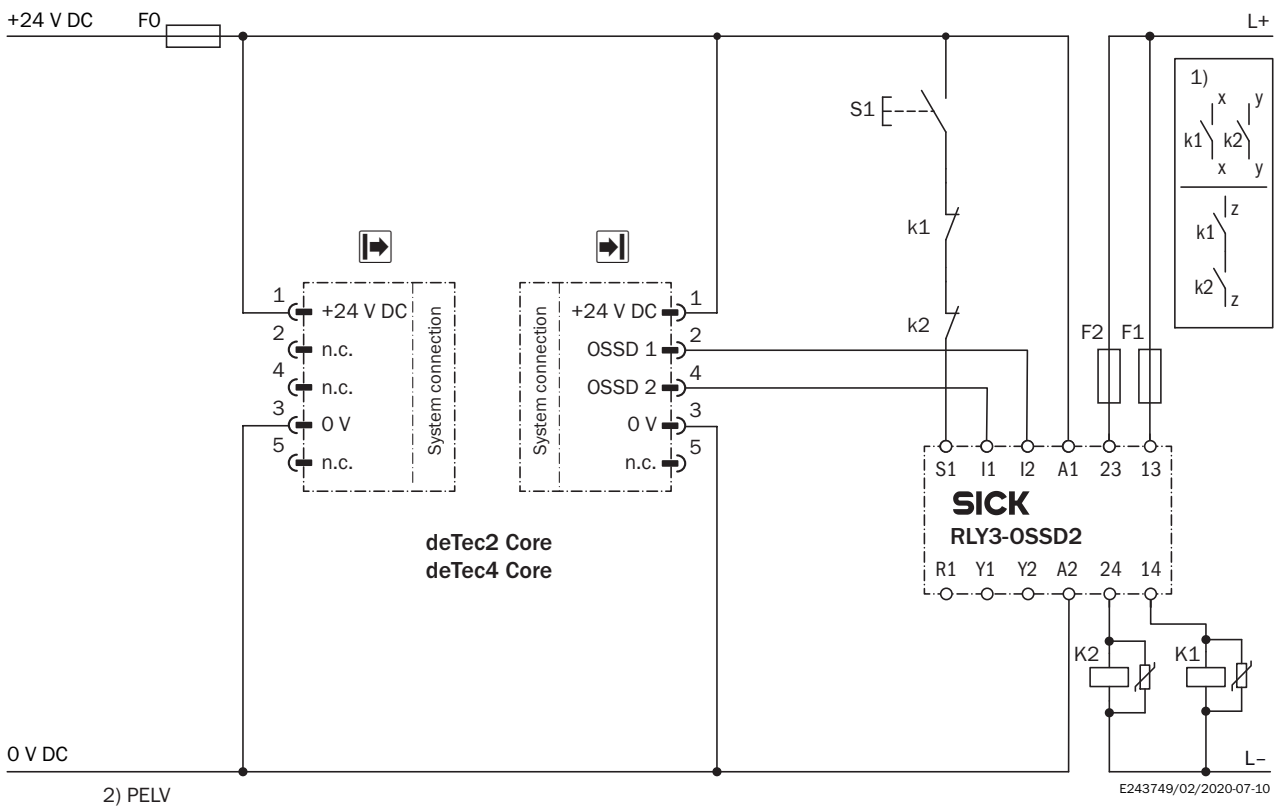 +24 V DC
F0
L+
1)
x
y
k1
k2
x
y
z
k1
k2
z
S1
k1
k2
F2
F1
1
+24 V DC
2
n.c.
4
n.c.
3
0 V
5
n.c.
System connection
System connection
+24 V DC
1
OSSD 1
2
OSSD 2
4
0 V
3
n.c.
5
deTec2 Core
deTec4 Core
S1
I1
I2
A1
23
13
SICK
RLY3-OSSD2
R1
Y1
Y2
A2
24
14
K2
K1
0 V DC
L–
2) PELV
E243749/02/2020-07-10